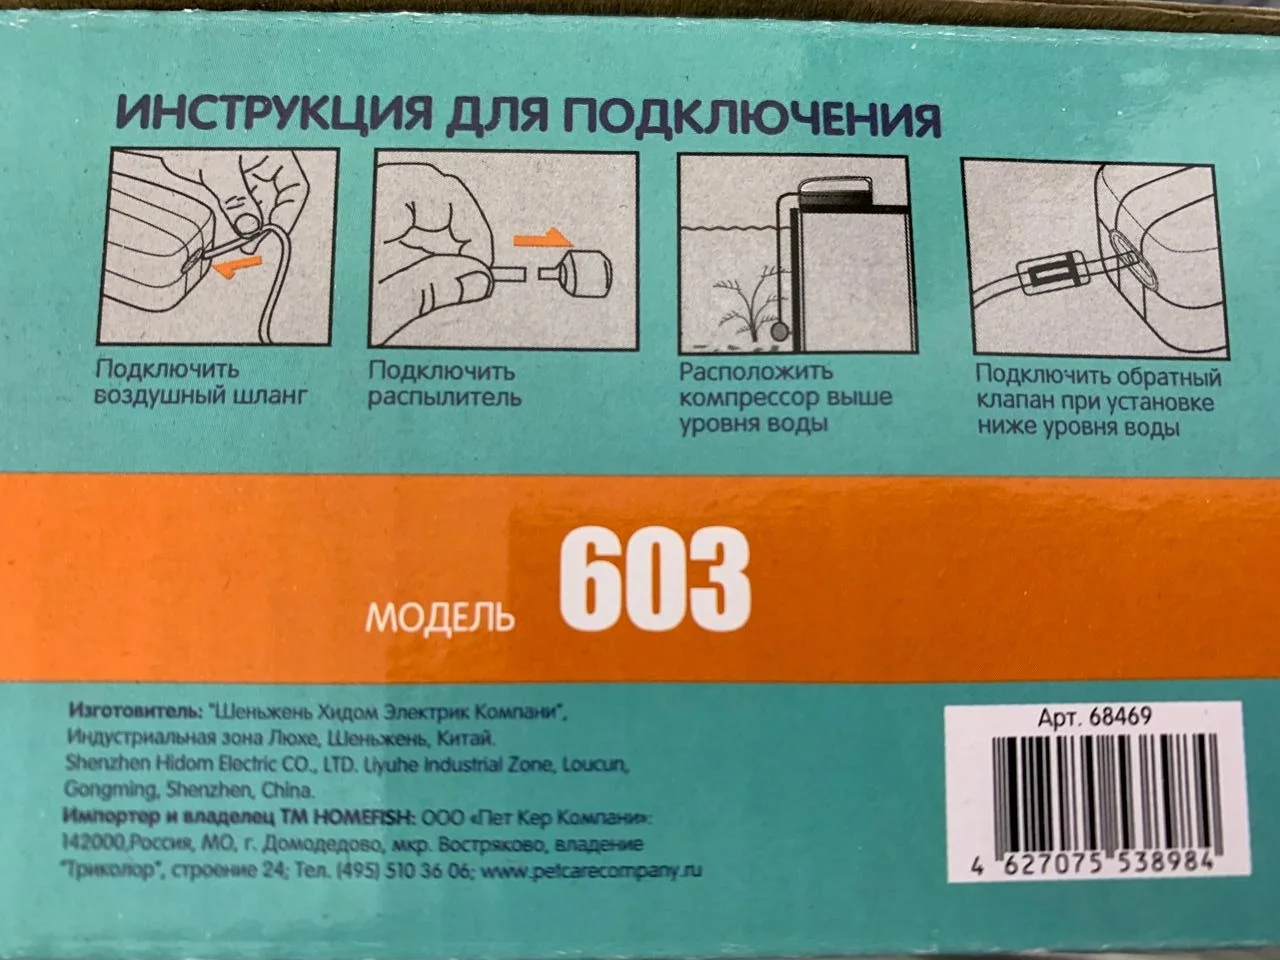 ИНСТРУКЦИЯ ДЛЯ ПОДКЛЮЧЕНИЯ
Подключить
воздушный шланг
Подключить
распылитель
Расположить
компрессор выше
уровня воды
Подключить обратный
клапан при установке
ниже уровня воды
МОДЕЛЬ 603
Изготовитель: "Шеньжень Хидом Электрик Компани",
Индустриальная зона Люхе, Шеньжень, Китай.
Shenzhen Hidom Electric CO., LTD. Liyuhe Industrial Zone, Loucun,
Gongming, Shenzhen, China.
Импортер и владелец ТМ HOMEFISH: ООО «Пет Кер Компани»:
142000,Россия, МО, г. Домодедово, мкр. Востряково, владение
"Триколор", строение 24; Тел. (495) 510 36 06; www.petcarecompany.ru
Арт. 68469
4 627075 538984